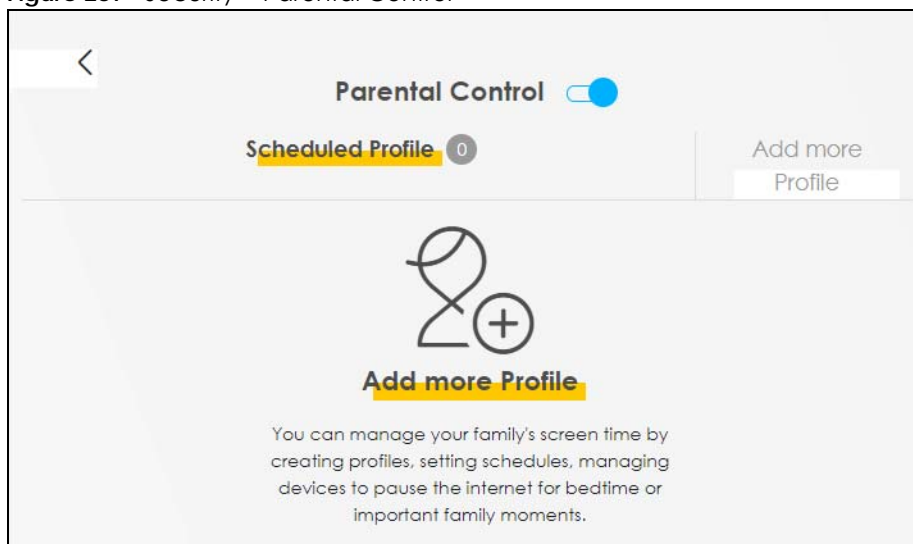 Parental Control
Scheduled Profile 0
Add more
Profile
Add more Profile
You can manage your family's screen time by
creating profiles, setting schedules, managing
devices to pause the internet for bedtime or
important family moments.